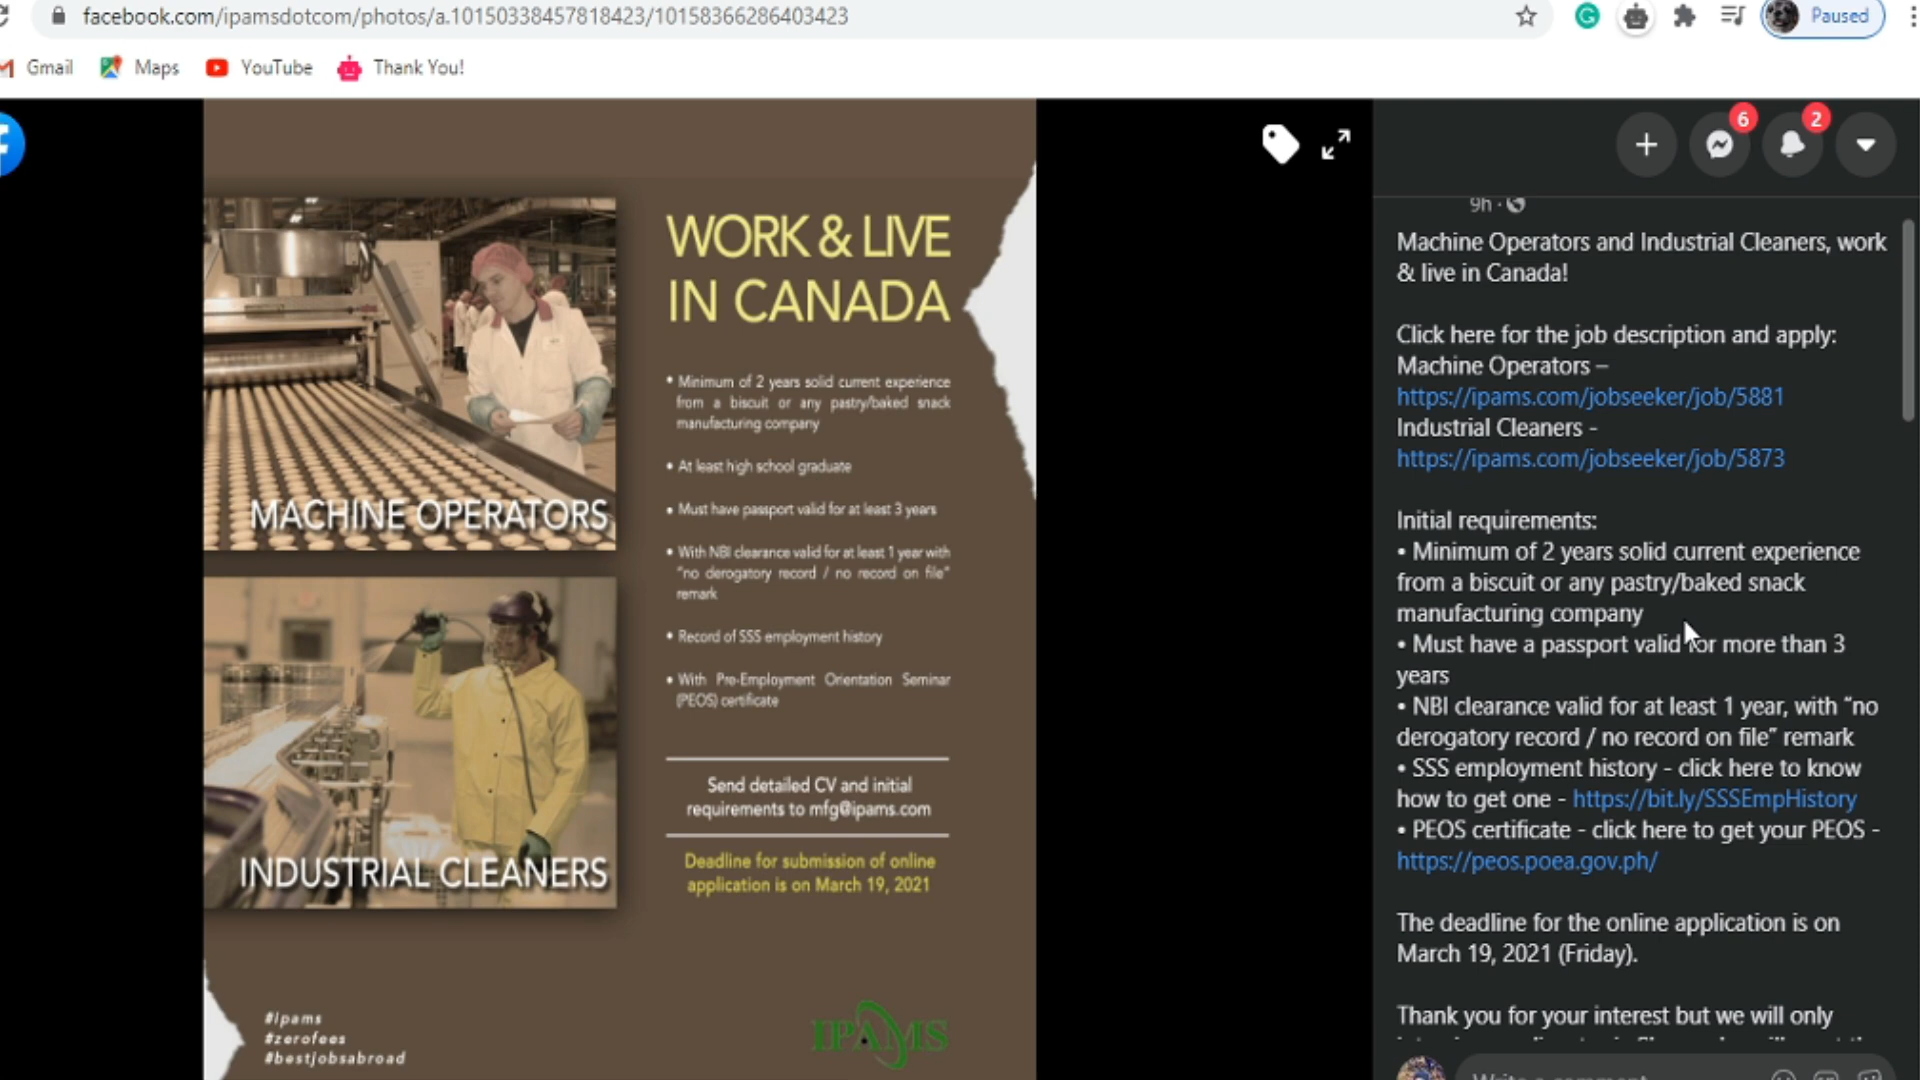 facebook.com/ipamsdotcom/photos/a.10150338457818423/10158366286403423
Paused
Gmail
Maps
YouTube
Thank You!
6
2
WORK & LIVE
IN CANADA
• Minimum of 2 years solid current experience
from a biscuit or any pastry/baked snack
manufacturing company
• At least high school graduate
• Must have passport valid for at least 3 years
• With NBI clearance valid for at least 1 year with
"no derogatory record / no record on file"
remark
• Record of SSS employment history
• With Pre-Employment Orientation Seminar
(PEOS) certificate
Send detailed CV and initial
requirements to mfg@ipams.com
Deadline for submission of online
application is on March 19, 2021
MACHINE OPERATORS
INDUSTRIAL CLEANERS
#ipams
#zerofees
#bestjobsabroad
IPAMS
9h ·
Machine Operators and Industrial Cleaners, work
& live in Canada!
Click here for the job description and apply:
Machine Operators –
https://ipams.com/jobseeker/job/5881
Industrial Cleaners -
https://ipams.com/jobseeker/job/5873
Initial requirements:
• Minimum of 2 years solid current experience
from a biscuit or any pastry/baked snack
manufacturing company
• Must have a passport valid for more than 3
years
• NBI clearance valid for at least 1 year, with “no
derogatory record / no record on file” remark
• SSS employment history - click here to know
how to get one - https://bit.ly/SSSEmpHistory
• PEOS certificate - click here to get your PEOS -
https://peos.poea.gov.ph/
The deadline for the online application is on
March 19, 2021 (Friday).
Thank you for your interest but we will only